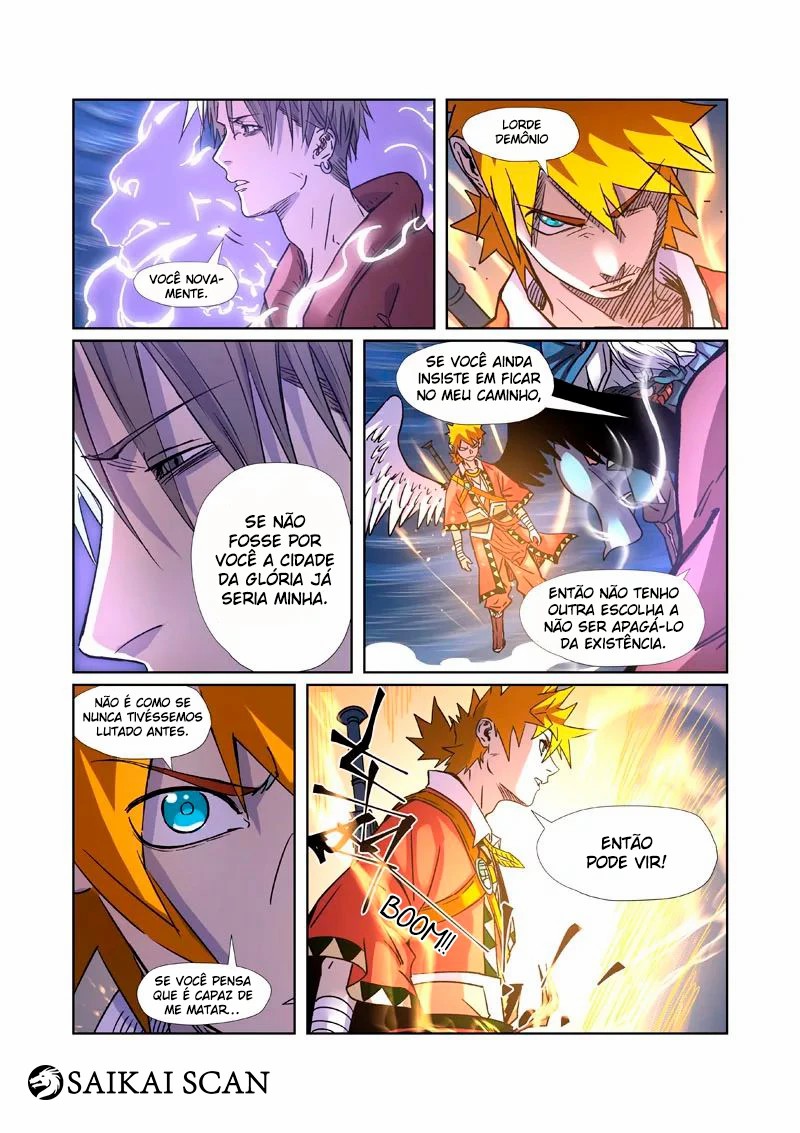 VOCÊ NOVA-
MENTE.
LORDE
DEMÔNIO
SE NÃO
FOSSE POR
VOCÊ A CIDADE
DA GLÓRIA JÁ
SERIA MINHA.
SE VOCÊ AINDA
INSISTE EM FICAR
NO MEU CAMINHO,
ENTÃO NÃO TENHO
OUTRA ESCOLHA A
NÃO SER APAGÁ-LO
DA EXISTÊNCIA.
NÃO É COMO SE
NUNCA TIVÉSSEMOS
LUTADO ANTES.
SE VOCÊ PENSA
QUE É CAPAZ DE
ME MATAR...
ENTÃO
PODE VIR!
BOOM!!
SAIKAI SCAN